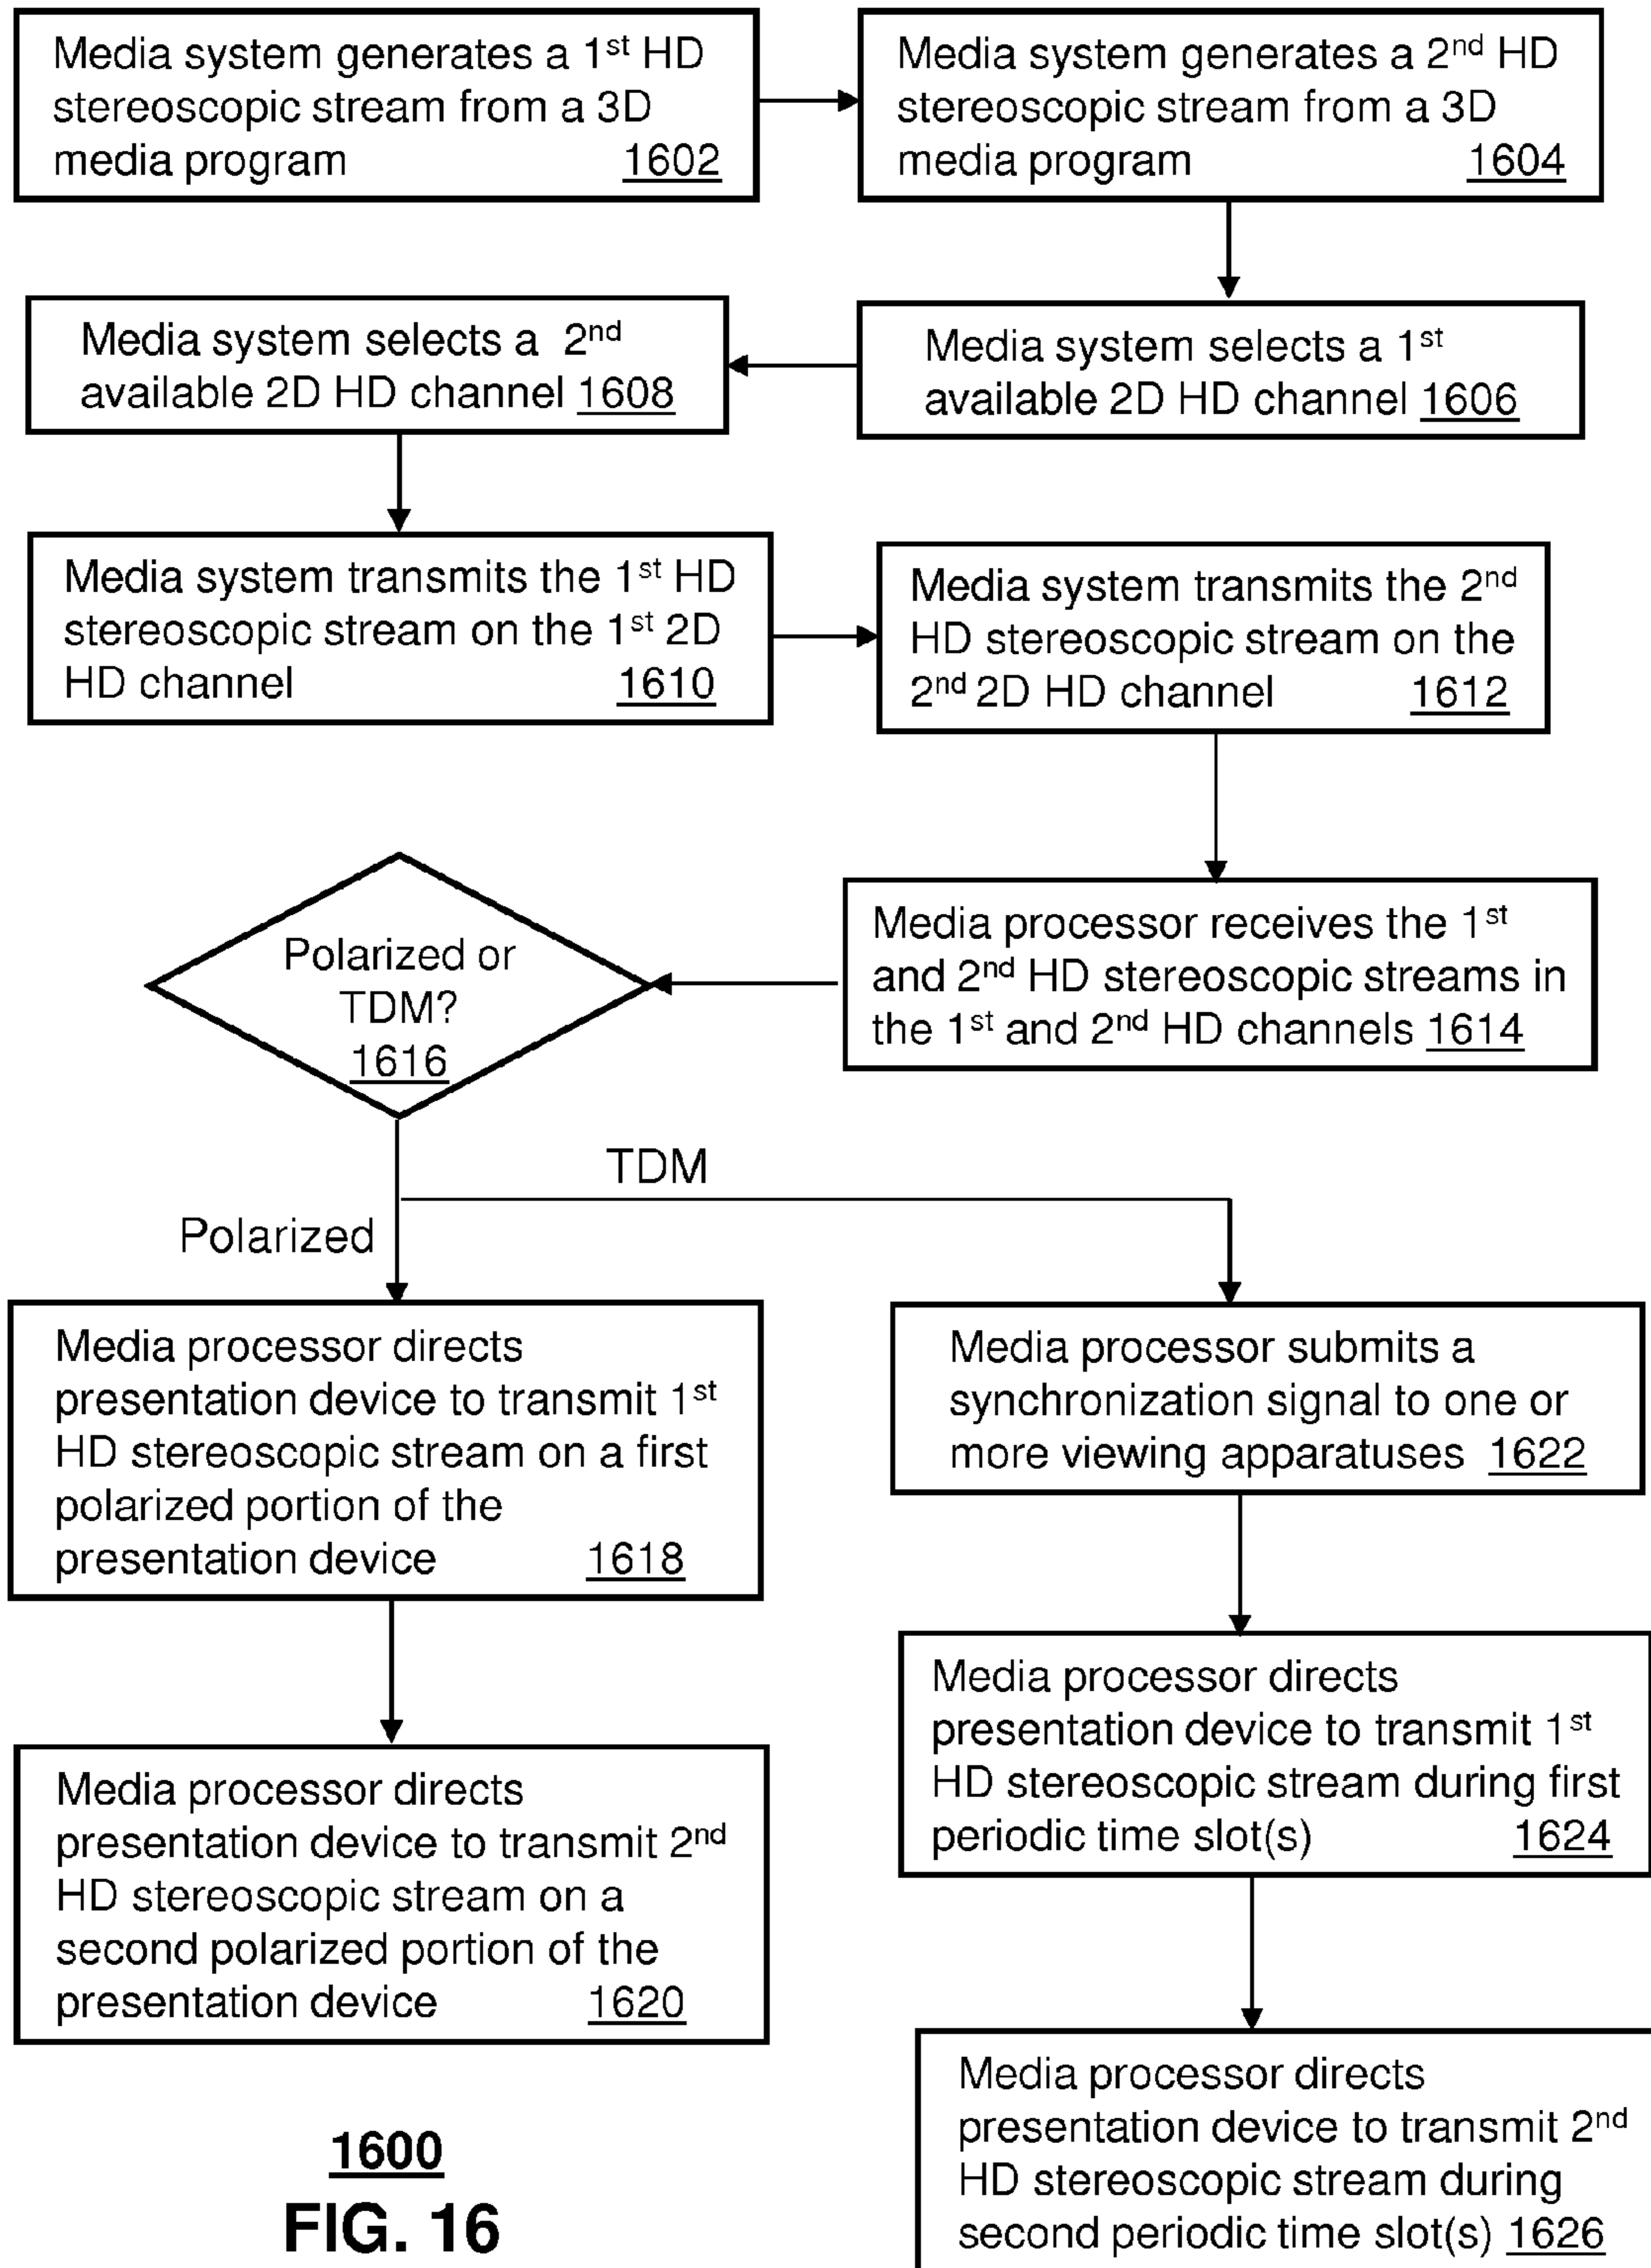 Media system generates a 1st HD
stereoscopic stream from a 3D
media program 1602
Media system generates a 2nd HD
stereoscopic stream from a 3D
media program 1604
Media system selects a 1st
available 2D HD channel 1606
Media system selects a 2nd
available 2D HD channel 1608
Media system transmits the 1st HD
stereoscopic stream on the 1st 2D
HD channel 1610
Media system transmits the 2nd
HD stereoscopic stream on the
2nd 2D HD channel 1612
Media processor receives the 1st
and 2nd HD stereoscopic streams in
the 1st and 2nd HD channels 1614
Polarized or
TDM?
1616
TDM
Polarized
Media processor directs
presentation device to transmit 1st
HD stereoscopic stream on a first
polarized portion of the
presentation device 1618
Media processor directs
presentation device to transmit 2nd
HD stereoscopic stream on a
second polarized portion of the
presentation device 1620
Media processor submits a
synchronization signal to one or
more viewing apparatuses 1622
Media processor directs
presentation device to transmit 1st
HD stereoscopic stream during first
periodic time slot(s) 1624
Media processor directs
presentation device to transmit 2nd
HD stereoscopic stream during
second periodic time slot(s) 1626
1600
FIG. 16